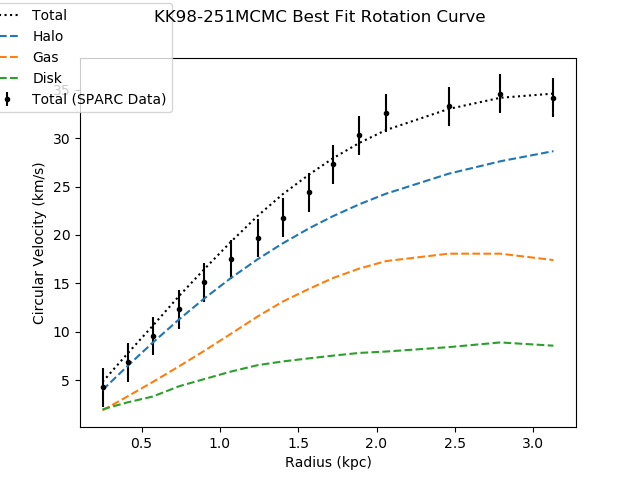 KK98-251MCMC Best Fit Rotation Curve
Total
Halo
Gas
Disk
Total (SPARC Data)
35
30
25
20
15
10
5
Circular Velocity (km/s)
0.5 1.0 1.5 2.0 2.5 3.0
Radius (kpc)